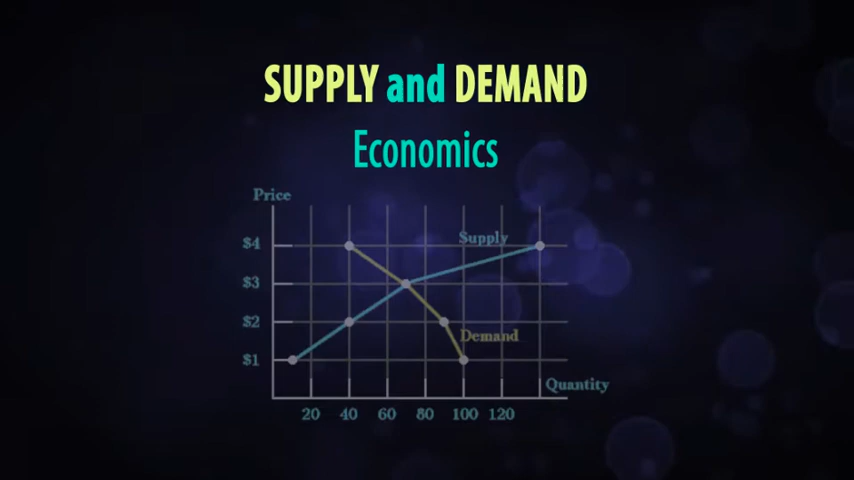 SUPPLY and DEMAND
Economics
Price
$4
Supply
$3
$2
Demand
$1
Quantity
20 40 60 80 100 120